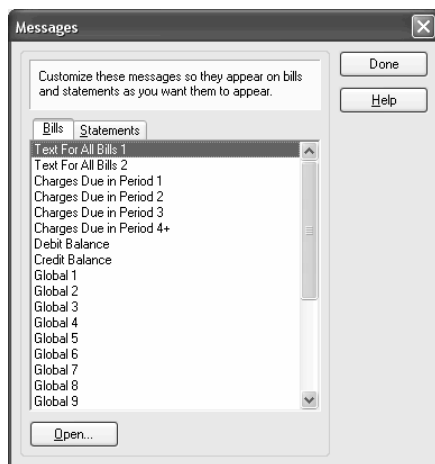 Messages
Customize these messages so they appear on bills
and statements as you want them to appear.
Done
Help
Bills Statements
Text For All Bills 1
Text For All Bills 2
Charges Due in Period 1
Charges Due in Period 2
Charges Due in Period 3
Charges Due in Period 4+
Debit Balance
Credit Balance
Global 1
Global 2
Global 3
Global 4
Global 5
Global 6
Global 7
Global 8
Global 9
Open...